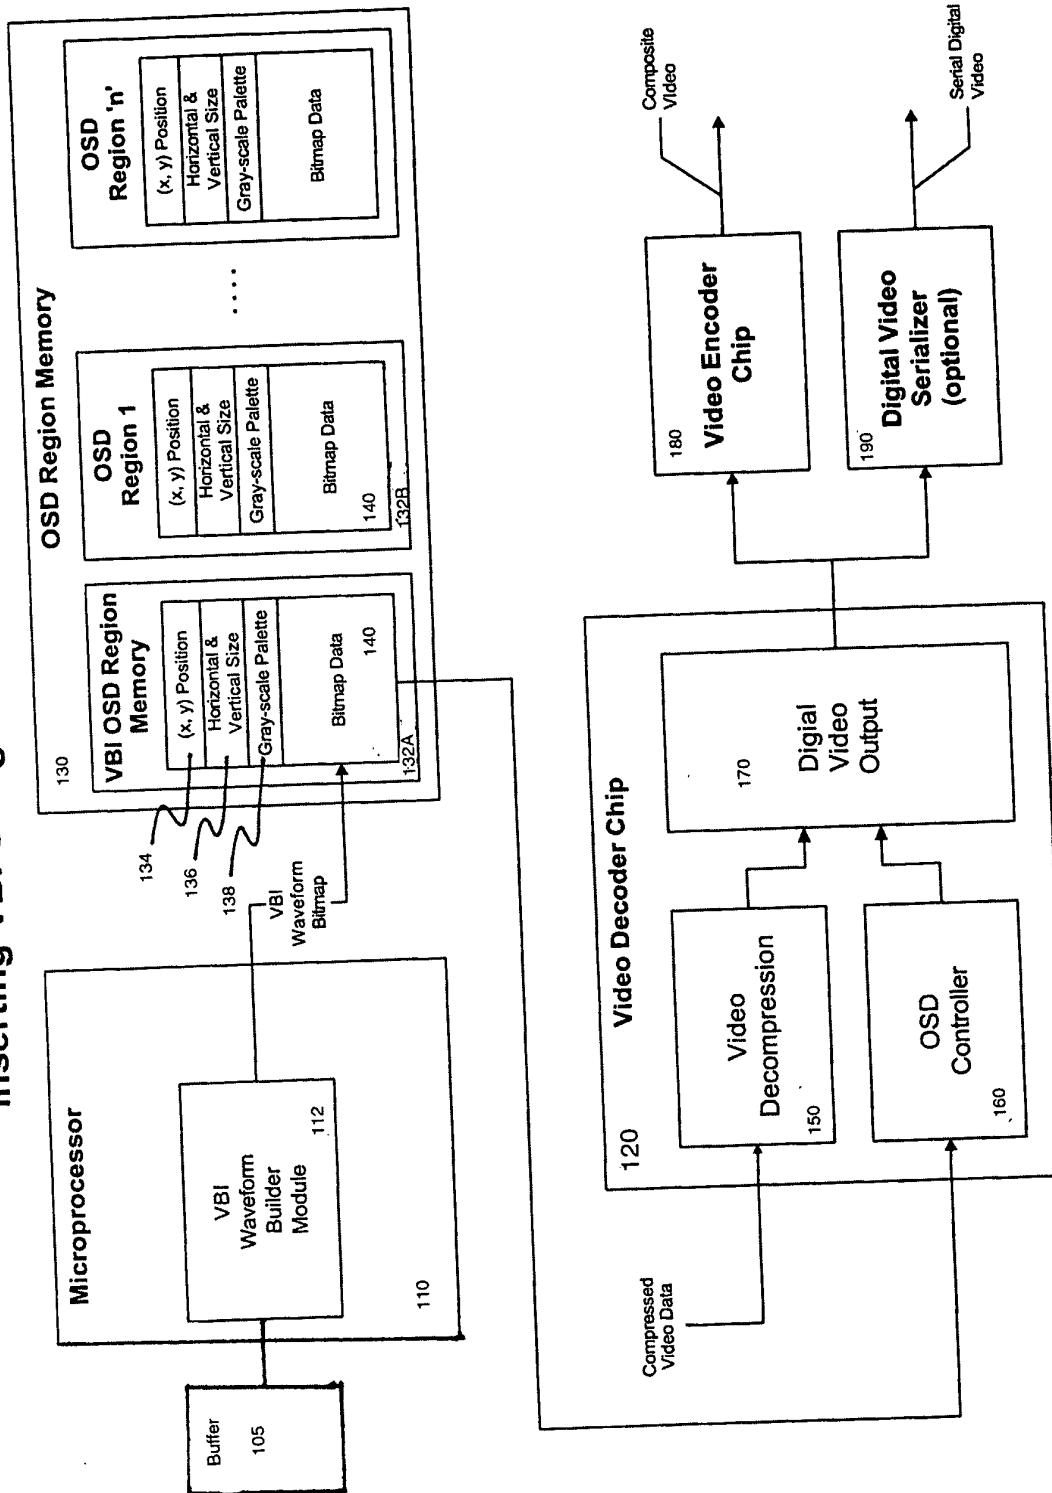 Inserting VBI
Buffer
105
Microprocessor
VBI
Waveform
Builder
Module
112
110
VBI
Waveform
Bitmap
134
136
138
130
OSD Region Memory
VBI OSD Region
Memory
(x, y) Position
Horizontal &
Vertical Size
Gray-scale Palette
Bitmap Data
140
132A
OSD
Region 1
(x, y) Position
Horizontal &
Vertical Size
Gray-scale Palette
Bitmap Data
140
132B
....
OSD
Region 'n'
(x, y) Position
Horizontal &
Vertical Size
Gray-scale Palette
Bitmap Data
Compressed
Video Data
120
Video Decoder Chip
Video
Decompression
150
OSD
Controller
160
170
Digial
Video
Output
180
Video Encoder
Chip
190
Digital Video
Serializer
(optional)
Composite
Video
Serial Digital
Video